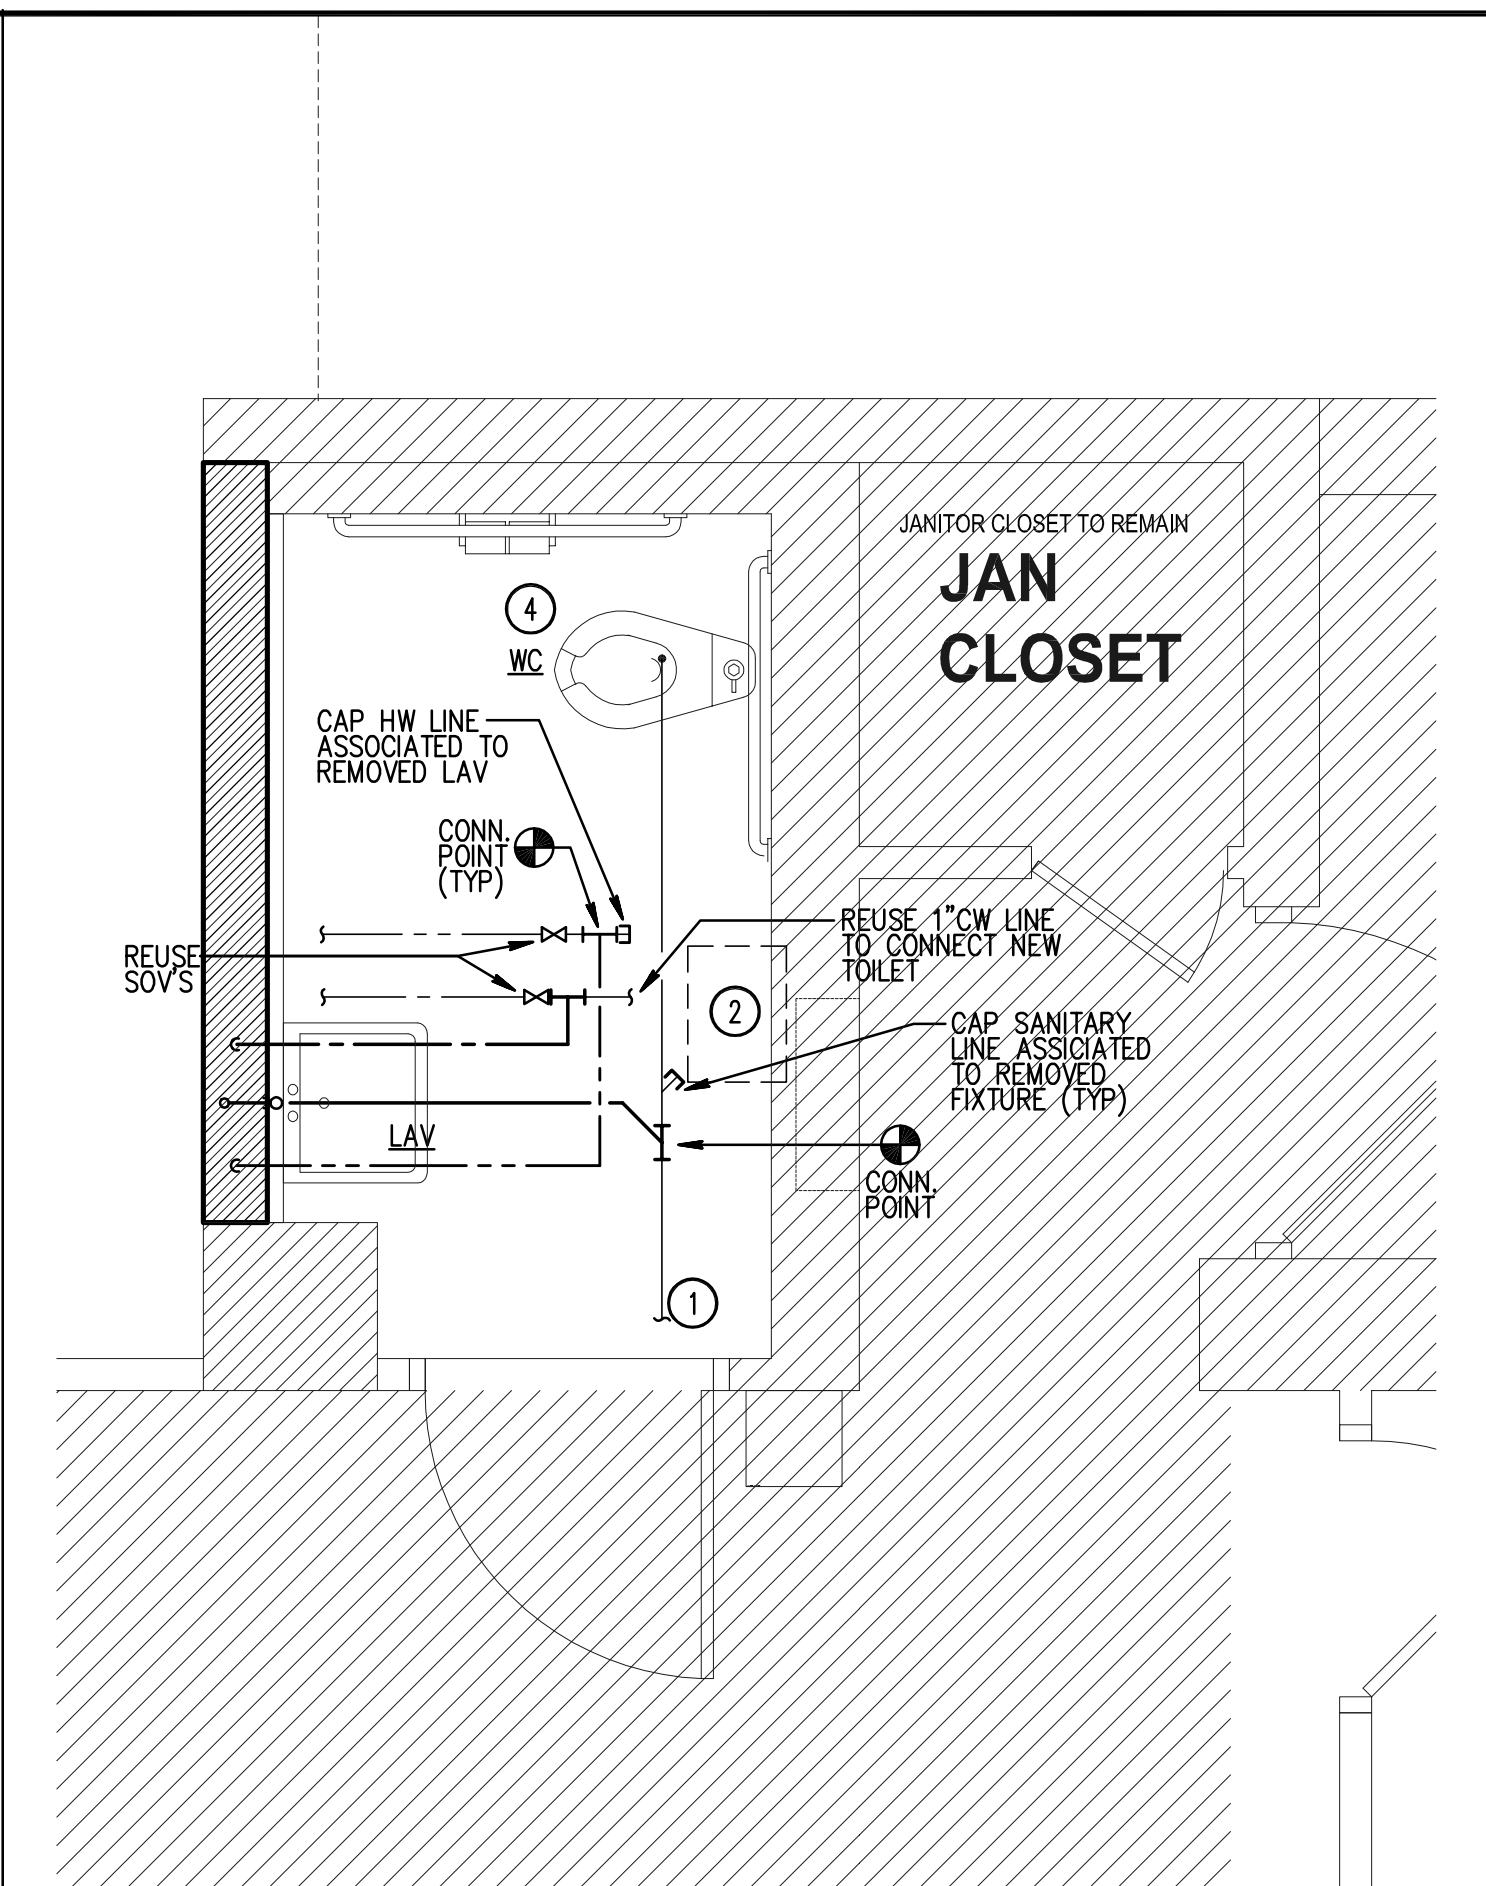 JANITOR CLOSET TO REMAIN
JAN
CLOSET
4
WC
CAP HW LINE
ASSOCIATED TO
REMOVED LAV
CONN.
POINT
(TYP)
REUSE
SOV'S
REUSE 1"CW LINE
TO CONNECT NEW
TOILET
2
CAP SANITARY
LINE ASSICIATED
TO REMOVED
FIXTURE (TYP)
LAV
CONN.
POINT
1